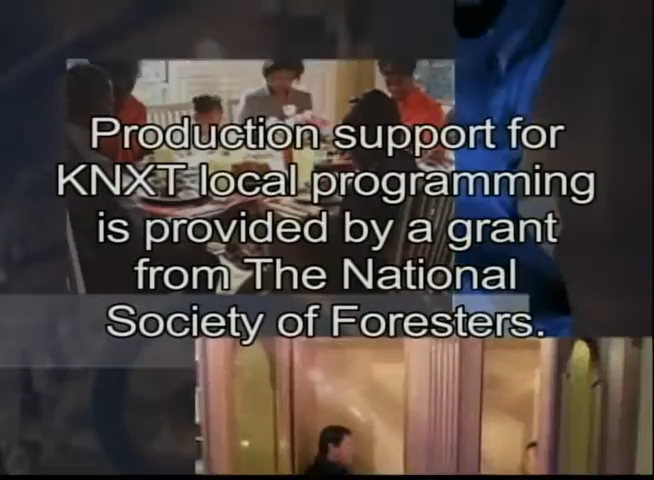 Production support for
KNXT local programming
is provided by a grant
from The National
Society of Foresters.